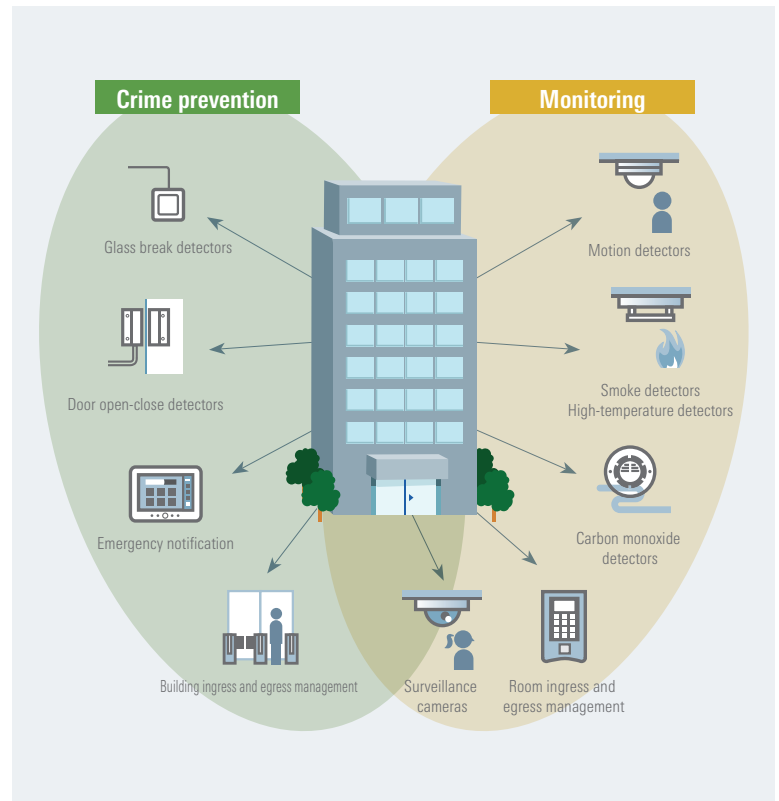 Crime prevention
Monitoring
Glass break detectors
Motion detectors
Door open-close detectors
Smoke detectors
High-temperature detectors
Emergency notification
Carbon monoxide
detectors
Building ingress and egress management
Surveillance
cameras
Room ingress and
egress management